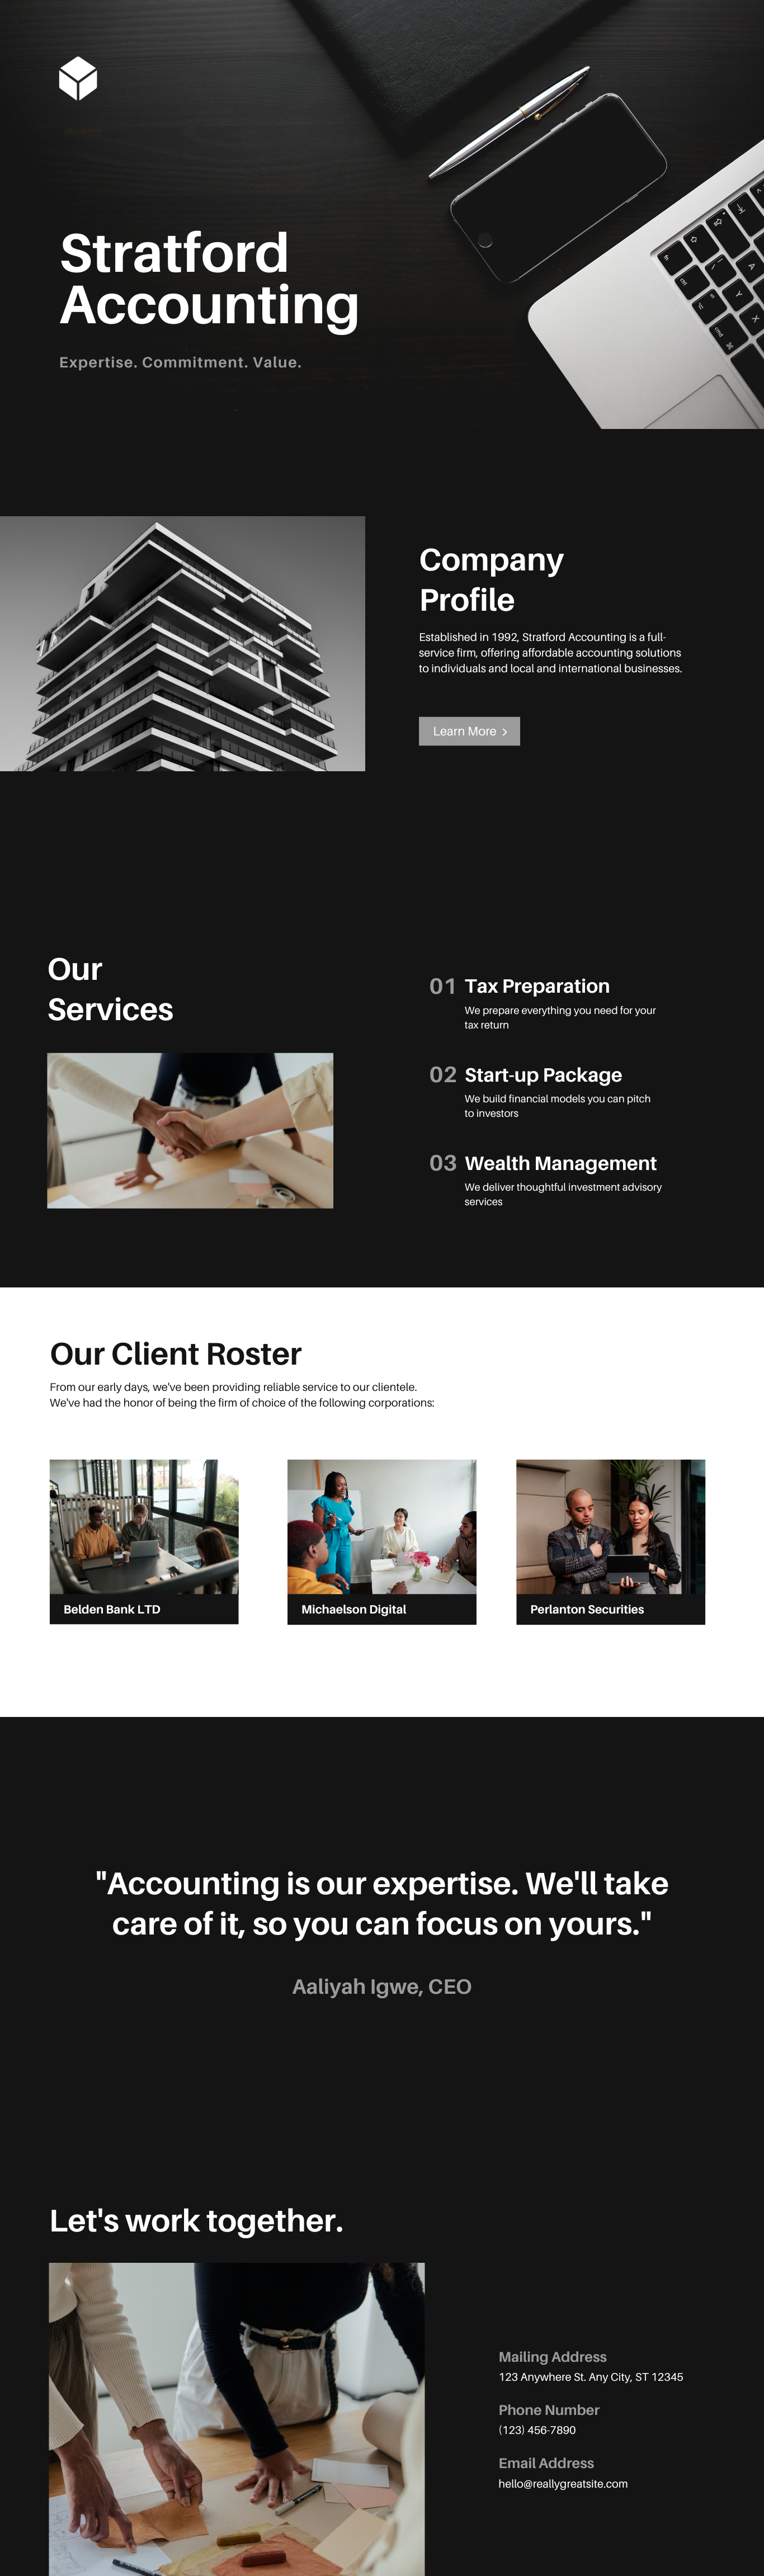 Stratford
Accounting
Expertise. Commitment. Value.
Company
Profile
Established in 1992, Stratford Accounting is a full-
service firm, offering affordable accounting solutions
to individuals and local and international businesses.
Learn More
Our
Services
01 Tax Preparation
We prepare everything you need for your
tax return
02 Start-up Package
We build financial models you can pitch
to investors
03 Wealth Management
We deliver thoughtful investment advisory
services
Our Client Roster
From our early days, we've been providing reliable service to our clientele.
We've had the honor of being the firm of choice of the following corporations:
Belden Bank LTD
Michaelson Digital
Perlanton Securities
"Accounting is our expertise. We'll take
care of it, so you can focus on yours."
Aaliyah Igwe, CEO
Let's work together.
Mailing Address
123 Anywhere St. Any City, ST 12345
Phone Number
(123) 456-7890
Email Address
hello@reallygreatsite.com